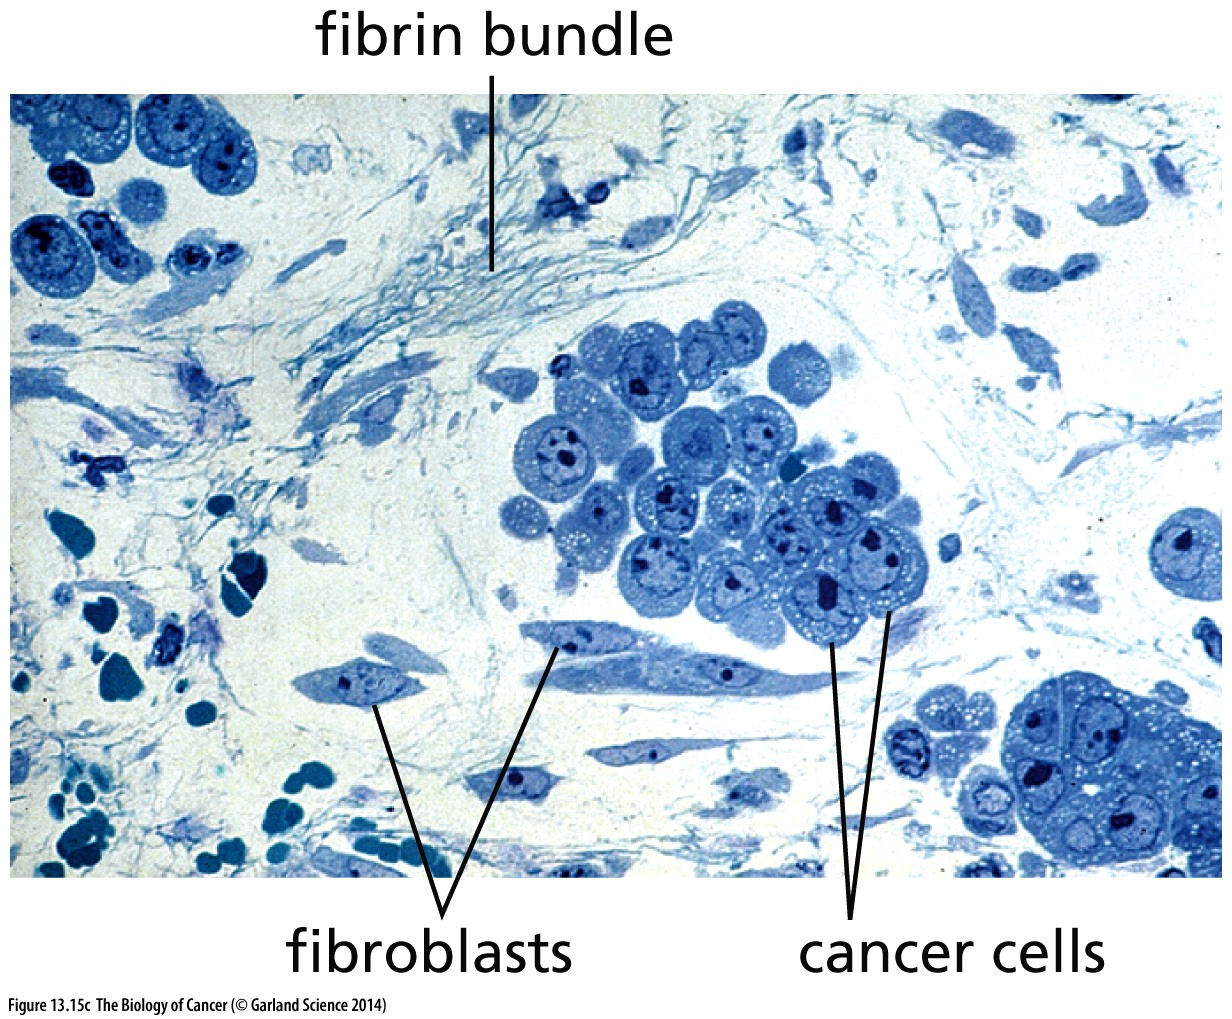 fibrin bundle
fibroblasts
cancer cells
Figure 13.15c The Biology of Cancer (© Garland Science 2014)